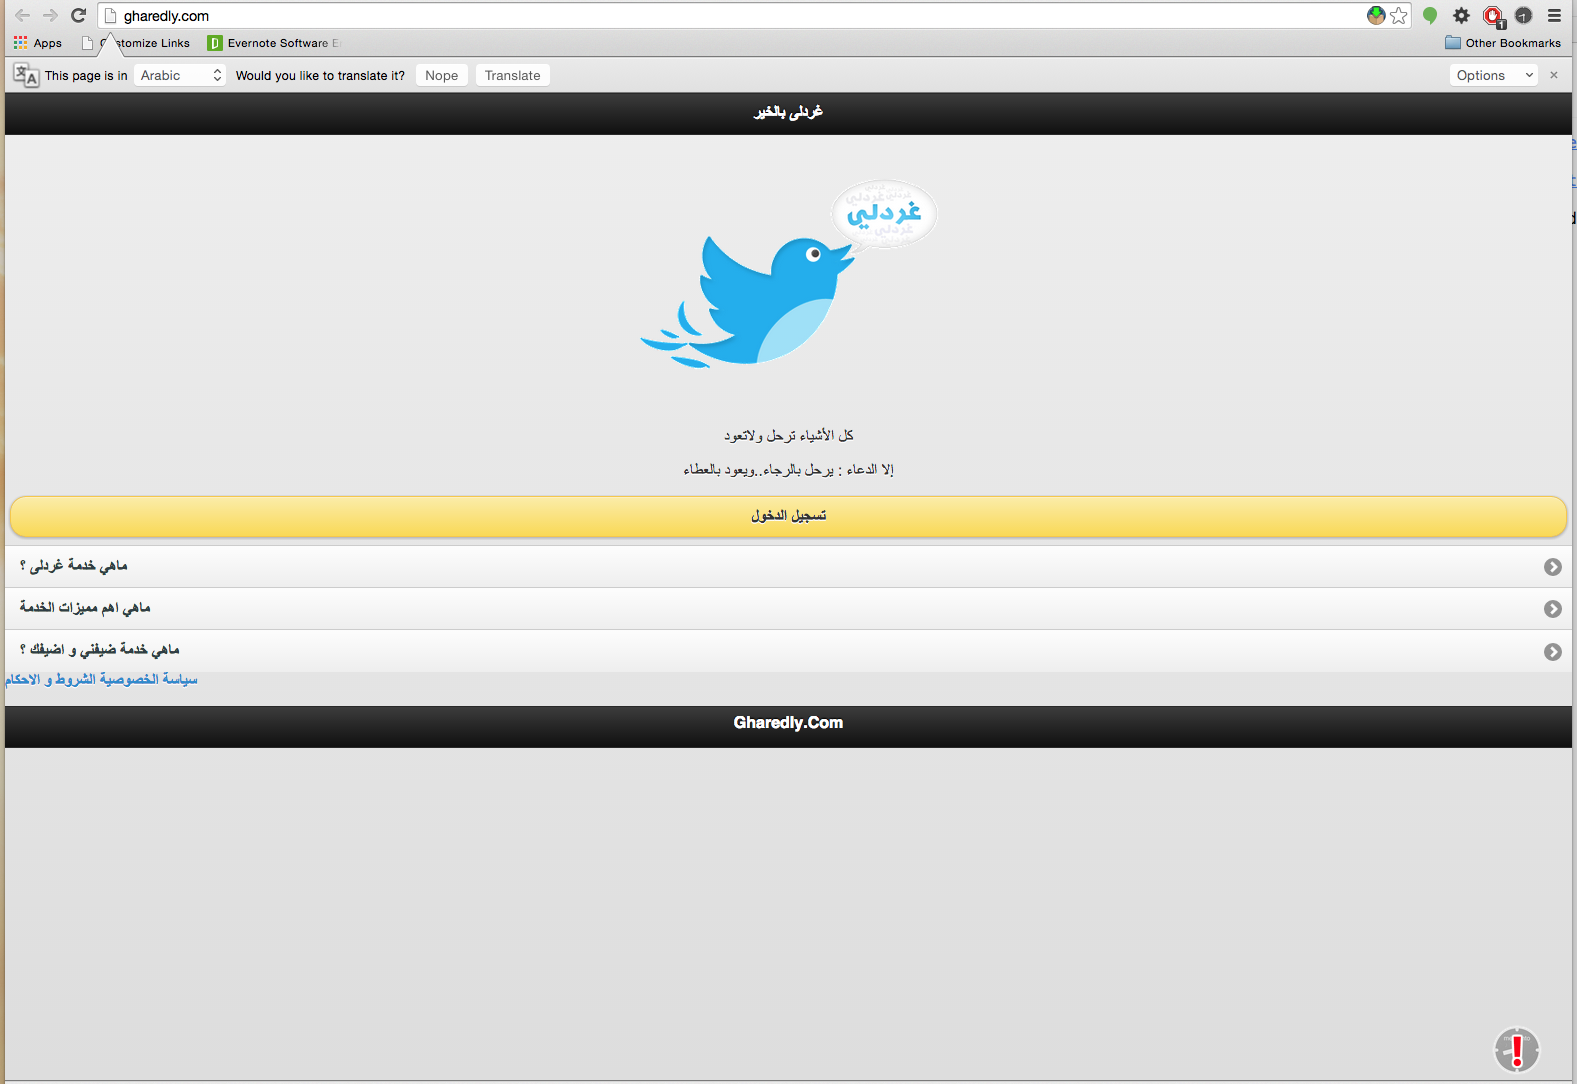 gharedly.com
Apps
stomize Links
Evernote Software E
Other Bookmarks
This page is in Arabic Would you like to translate it? Nope Translate Options
غردلى بالخير
غردلي
كل الأشياء ترحل ولاتعود
إلا الدعاء : يرحل بالرجاء..ويعود بالعطاء
تسجيل الدخول
ماهي خدمة غردلى ؟
ماهي اهم مميزات الخدمة
ماهي خدمة ضيفني و اضيفك ؟
سياسة الخصوصية الشروط و الاحكام
Gharedly.Com